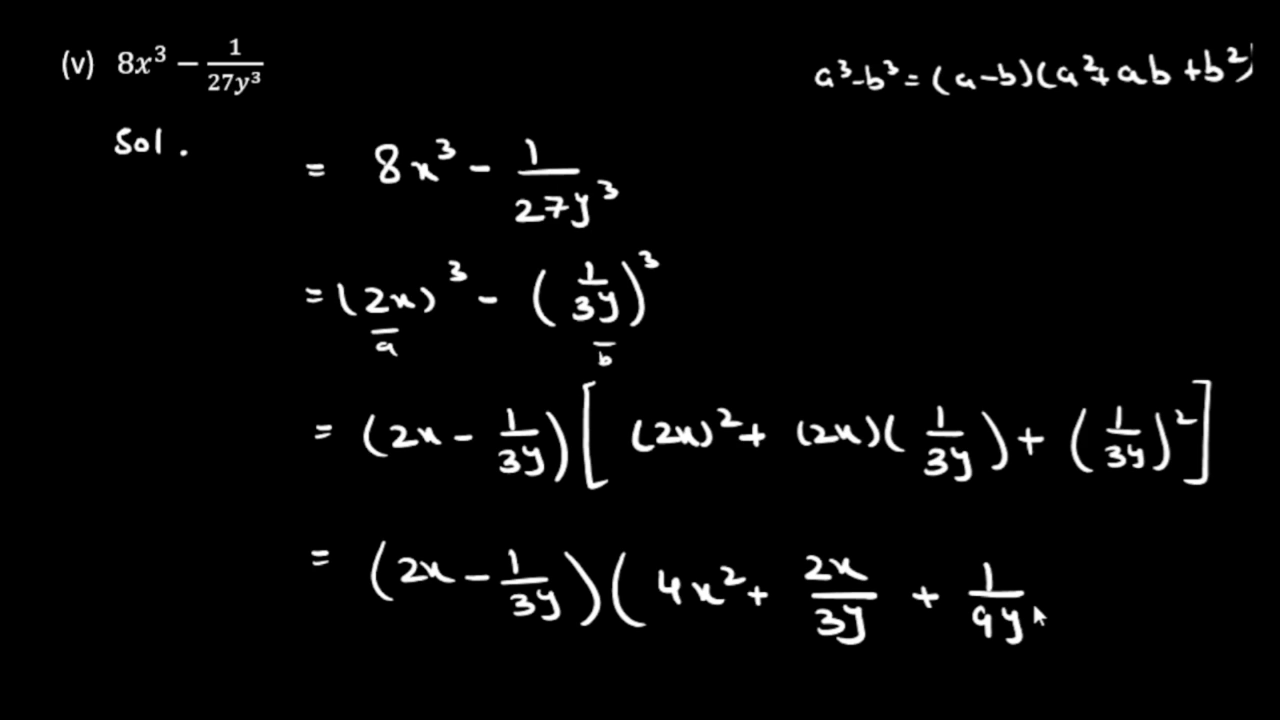 (v) 8x³ − 1/(27y³)
a³-b³ = (a-b)(a²+ab+b²)
Sol.
= 8x³ - 1/(27y³)
= (2x)³ - (1/(3y))³
a b
= (2x - 1/(3y)) [(2x)² + (2x)(1/(3y)) + (1/(3y))²]
= (2x - 1/(3y)) (4x² + 2x/(3y) + 1/(9y